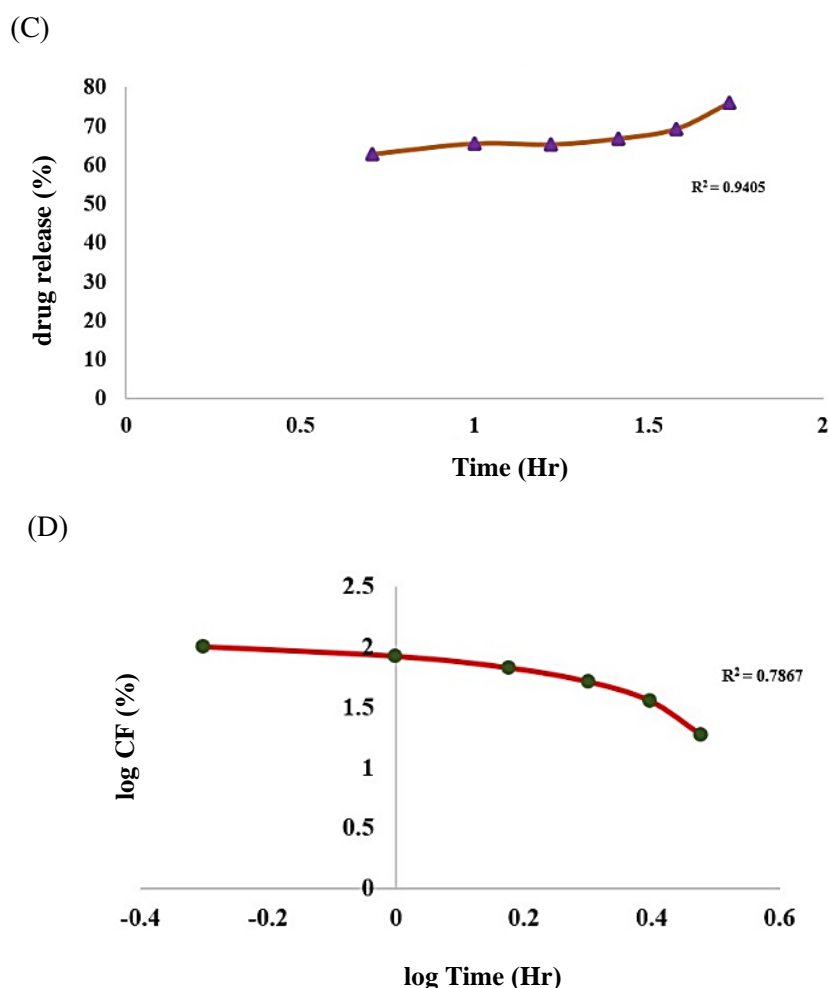 (C)
80
70
60
50
40
30
20
10
0
drug release (%)
R² = 0.9405
0 0.5 1 1.5 2
Time (Hr)
(D)
2.5
2
1.5
1
0.5
0
log CF (%)
R² = 0.7867
-0.4 -0.2 0 0.2 0.4 0.6
log Time (Hr)